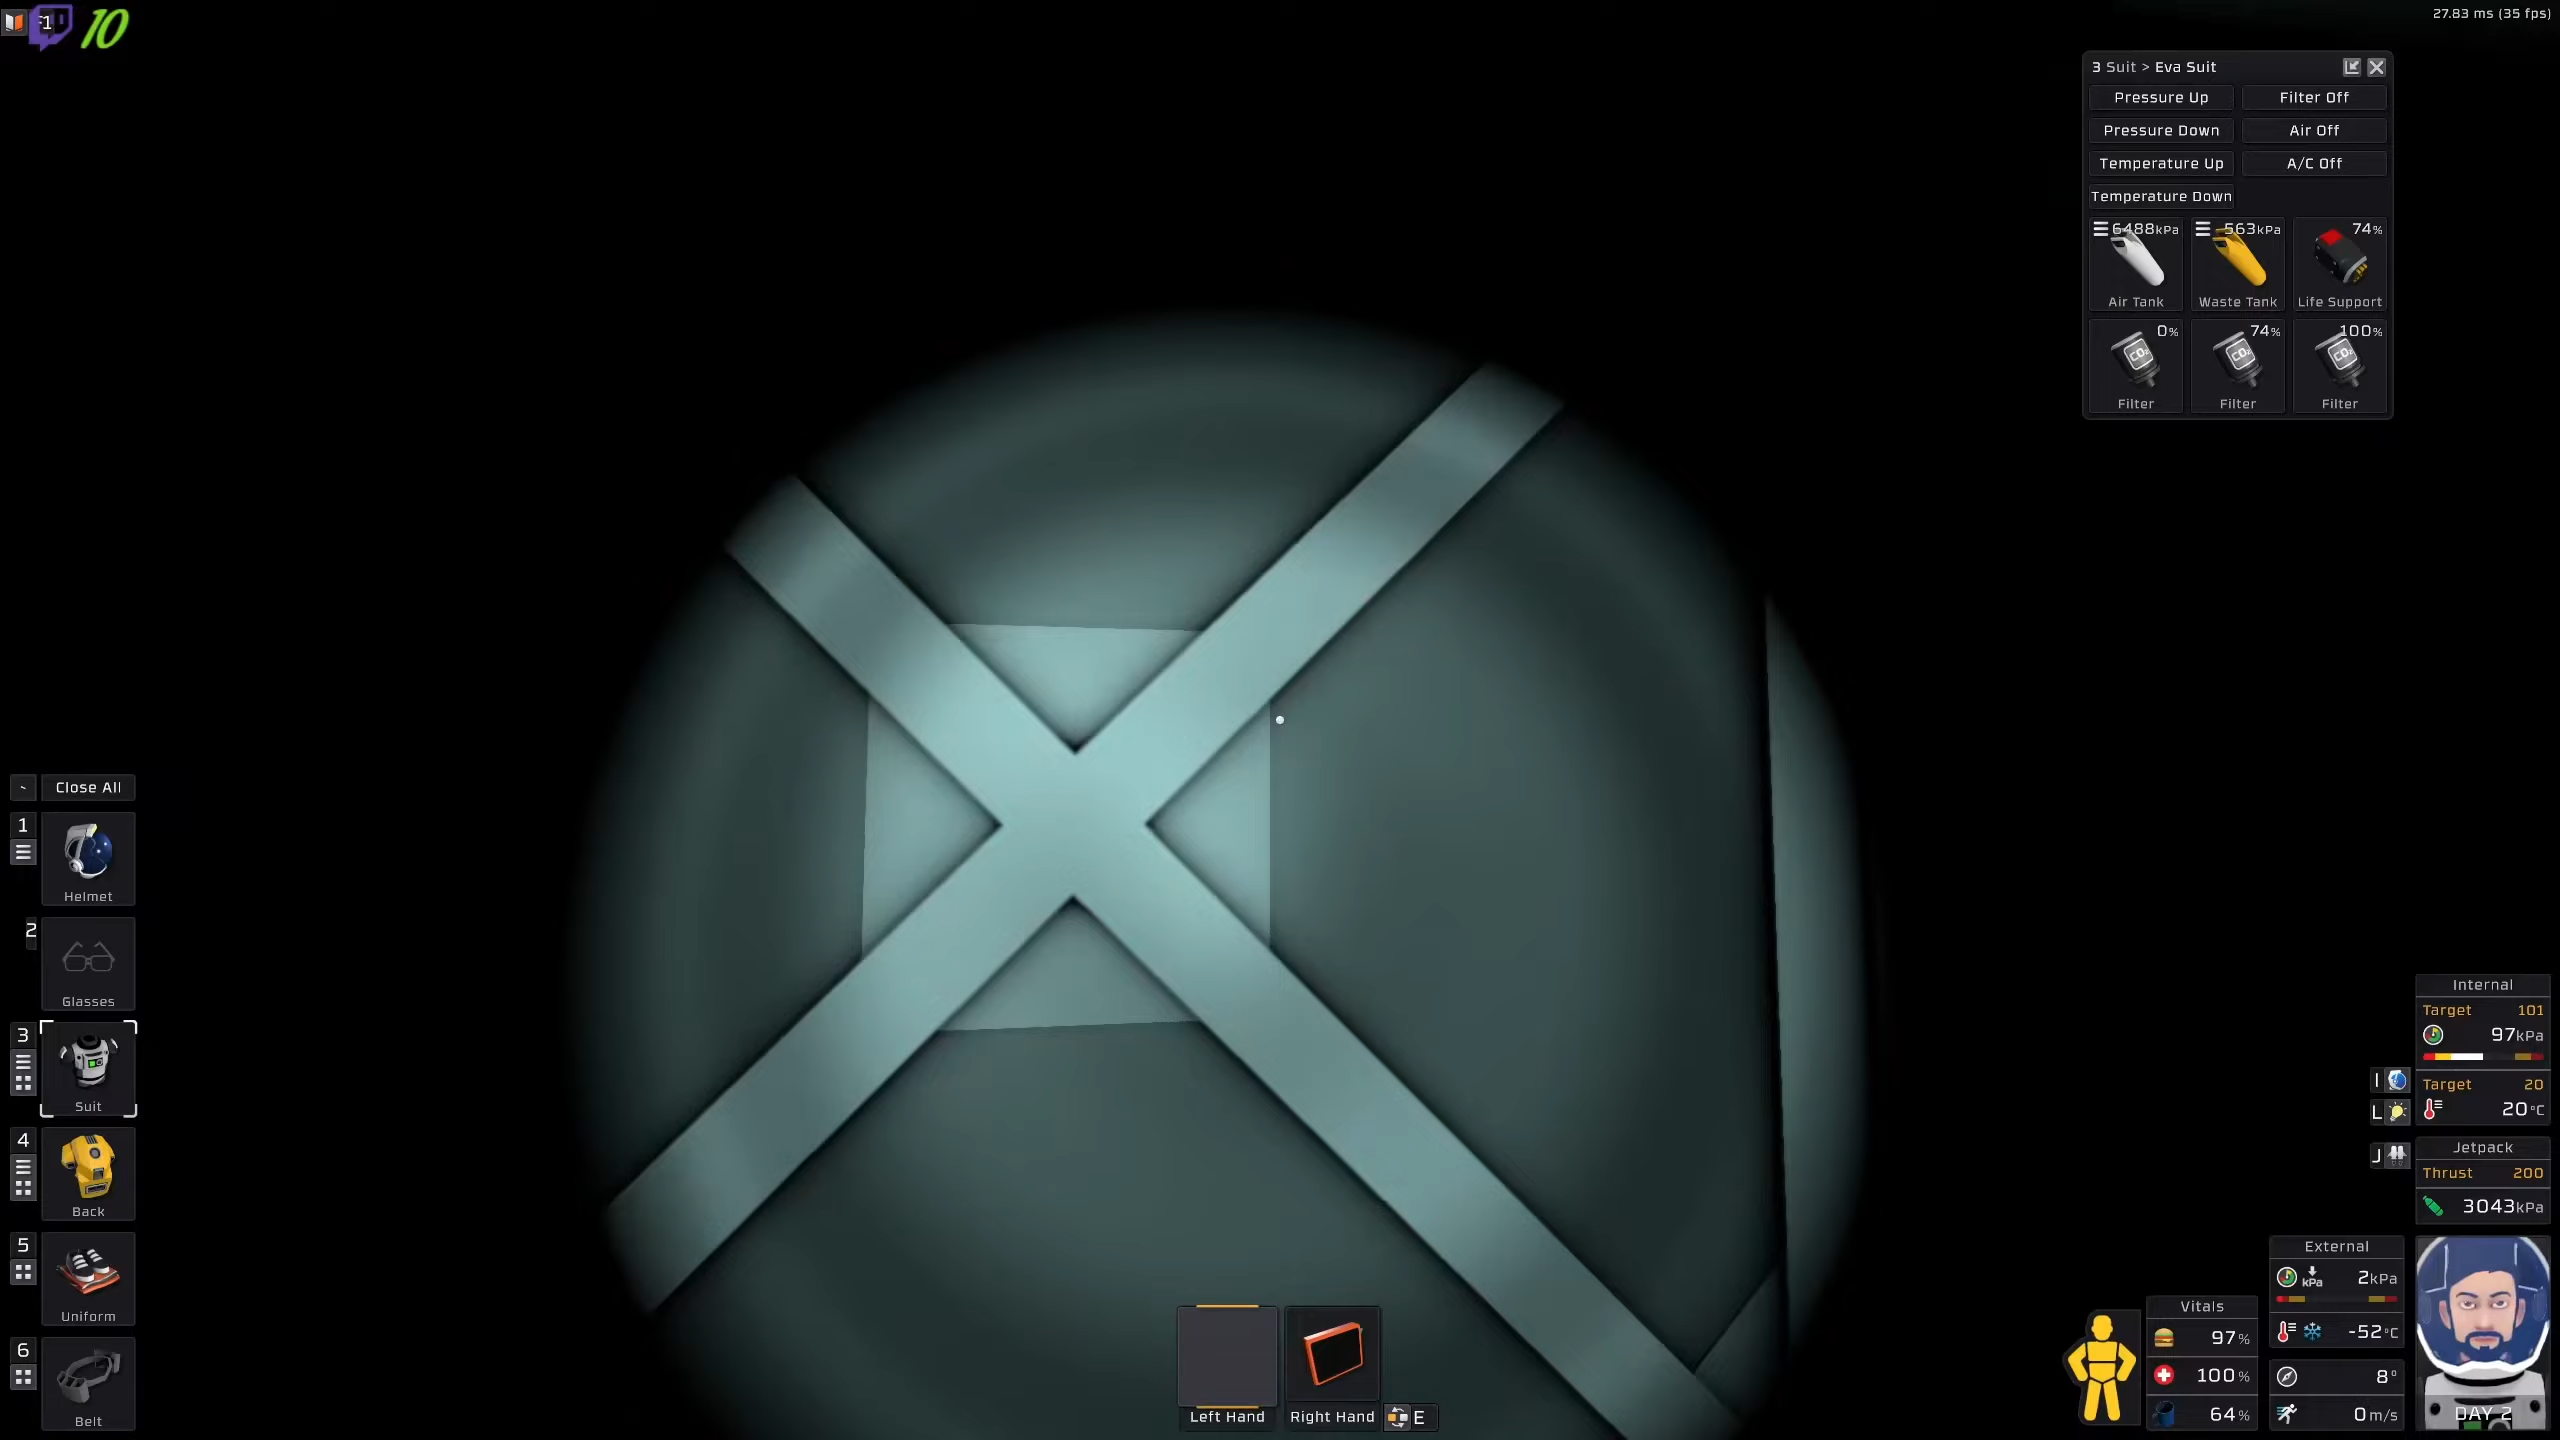 1
10
27.83 ms (35 fps)
3 Suit > Eva Suit
Pressure Up
Filter Off
Pressure Down
Air Off
Temperature Up
A/C Off
Temperature Down
6488kPa
563kPa
74%
Air Tank
Waste Tank
Life Support
0%
74%
100%
CO₂
CO₂
CO₂
Filter
Filter
Filter
~
Close All
1
Helmet
2
Glasses
3
Suit
4
Back
5
Uniform
6
Belt
Left Hand
Right Hand
E
Internal
Target 101
97kPa
I
Target 20
L
20°C
J
Jetpack
Thrust 200
3043kPa
External
kPa
2kPa
-52°C
8°
0m/s
Vitals
97%
100%
64%
DAY 2